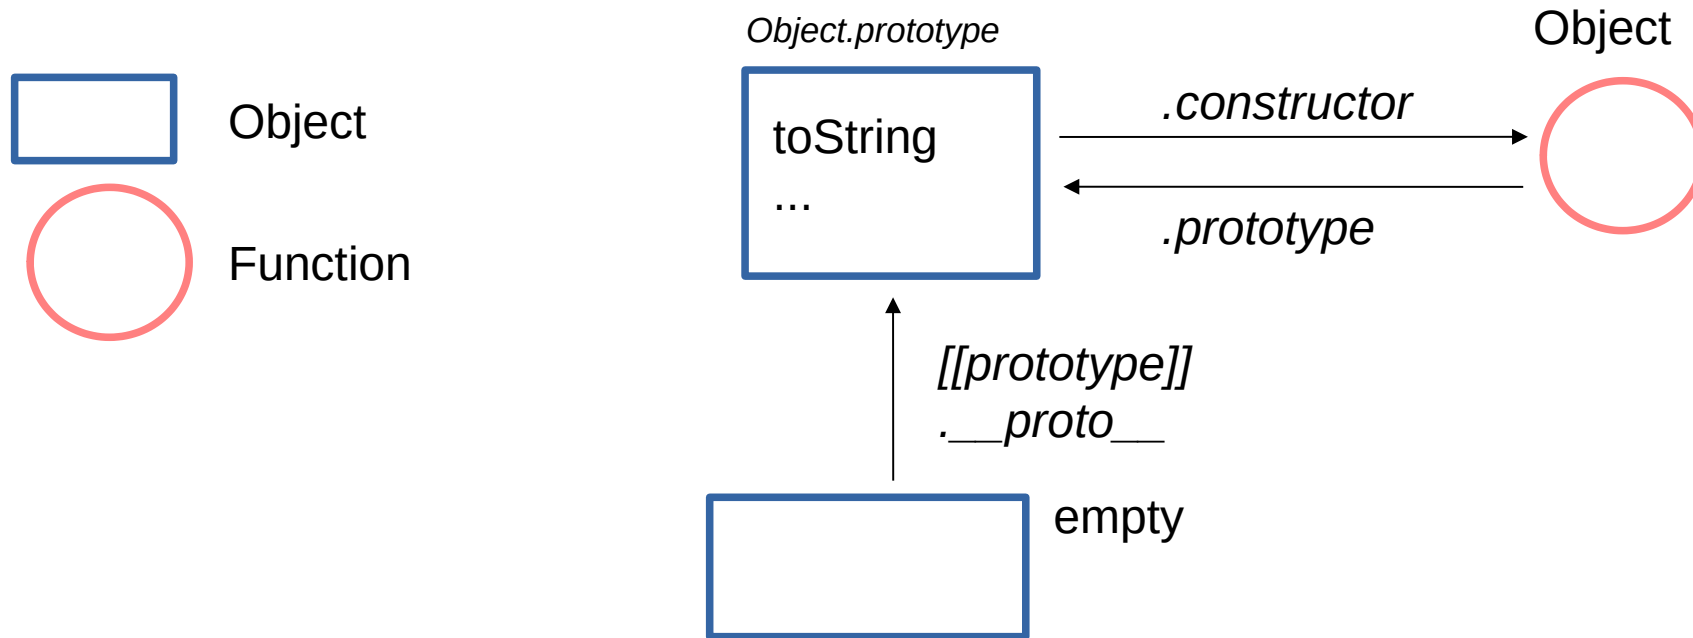 Object.prototype
Object
Object
toString
...
.constructor
.prototype
Function
[[prototype]]
.__proto__
empty